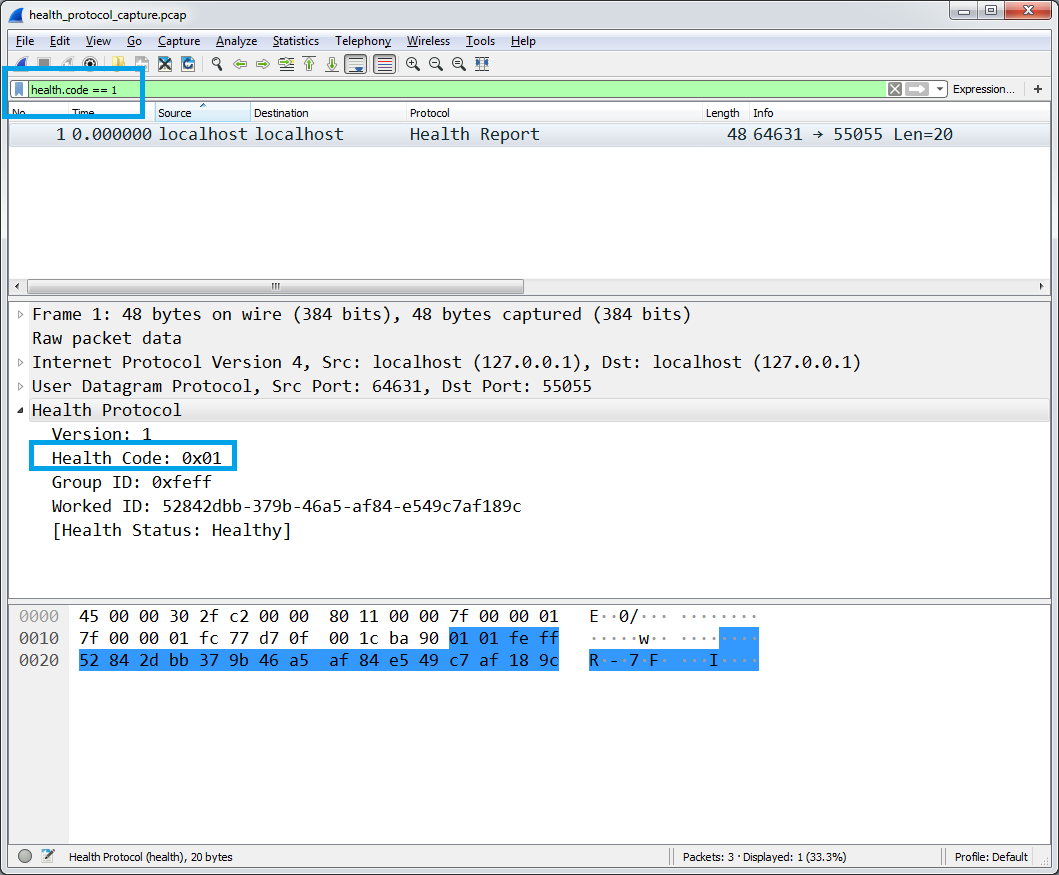 health_protocol_capture.pcap
File Edit View Go Capture Analyze Statistics Telephony Wireless Tools Help
health.code == 1 Expression... +
No. Time Source Destination Protocol Length Info
1 0.000000 localhost localhost Health Report 48 64631 → 55055 Len=20
Frame 1: 48 bytes on wire (384 bits), 48 bytes captured (384 bits)
Raw packet data
Internet Protocol Version 4, Src: localhost (127.0.0.1), Dst: localhost (127.0.0.1)
User Datagram Protocol, Src Port: 64631, Dst Port: 55055
Health Protocol
Version: 1
Health Code: 0x01
Group ID: 0xfeff
Worked ID: 52842dbb-379b-46a5-af84-e549c7af189c
[Health Status: Healthy]
0000 45 00 00 30 2f c2 00 00 80 11 00 00 7f 00 00 01 E··0/··· ········
0010 7f 00 00 01 fc 77 d7 0f 00 1c ba 90 01 01 fe ff ·····w·· ········
0020 52 84 2d bb 37 9b 46 a5 af 84 e5 49 c7 af 18 9c R·-·7·F· ···I····
Health Protocol (health), 20 bytes Packets: 3 · Displayed: 1 (33.3%) Profile: Default